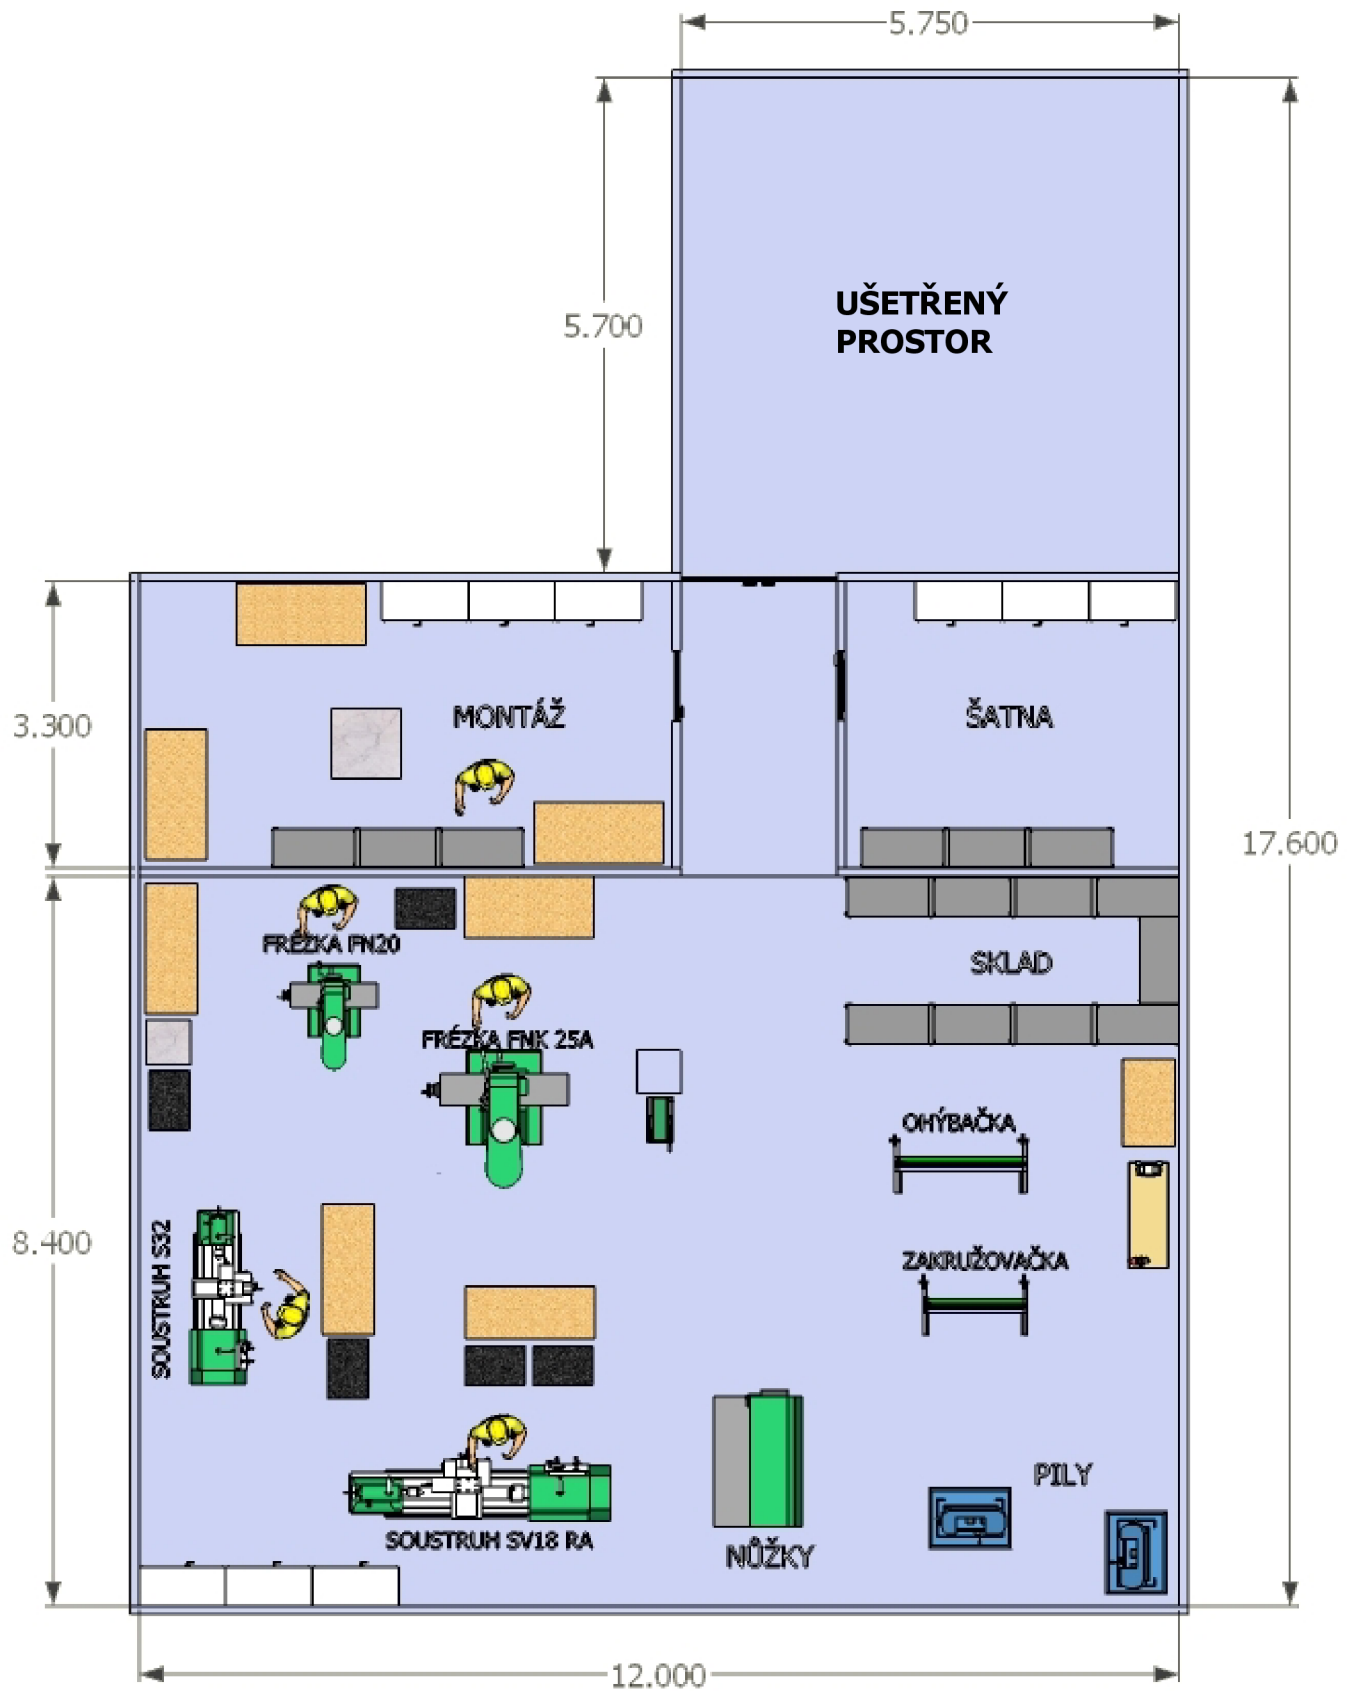 5.750
UŠETŘENÝ
PROSTOR
5.700
MONTÁŽ
ŠATNA
3.300
17.600
FRÉZKA FN20
SKLAD
FRÉZKA FNK 25A
OHÝBAČKA
8.400
SOUSTRUH S32
ZAKRUŽOVAČKA
PILY
SOUSTRUH SV18 RA
NŮŽKY
12.000